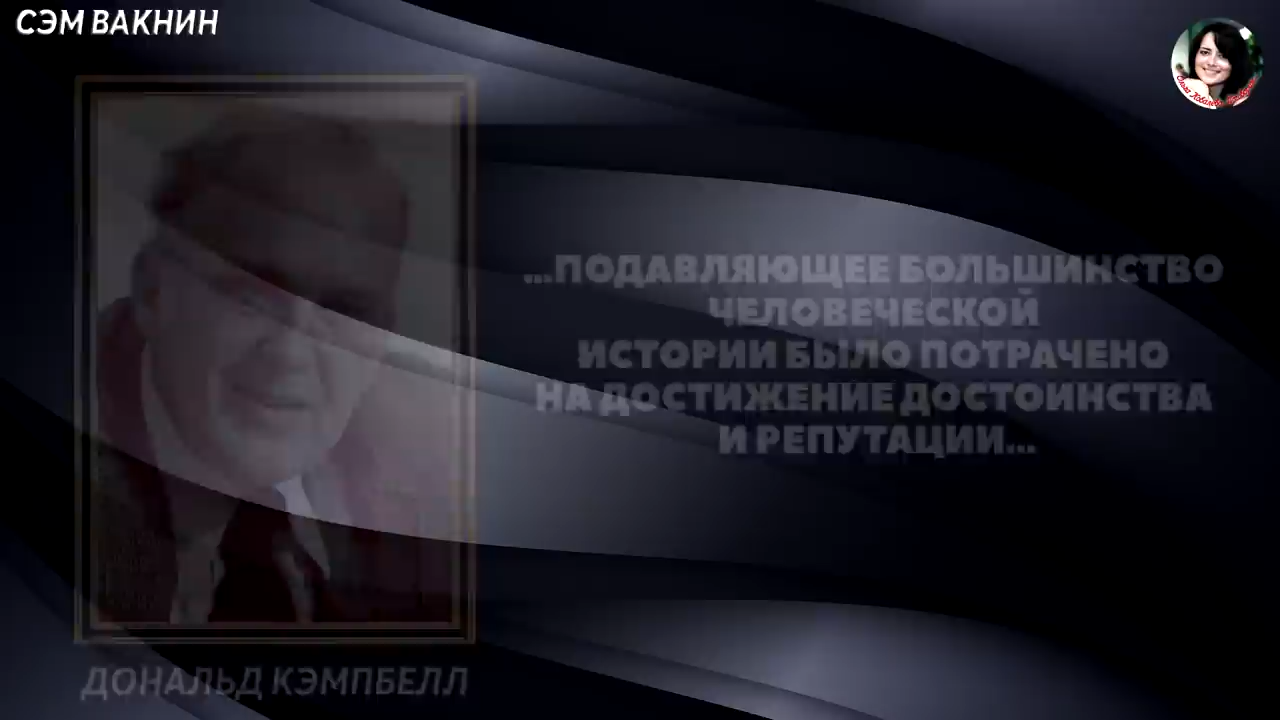 СЭМ ВАКНИН
...ПОДАВЛЯЮЩЕЕ БОЛЬШИНСТВО
ЧЕЛОВЕЧЕСКОЙ
ИСТОРИИ БЫЛО ПОТРАЧЕНО
НА ДОСТИЖЕНИЕ ДОСТОИНСТВА
И РЕПУТАЦИИ...
ДОНАЛЬД КЭМПБЕЛЛ